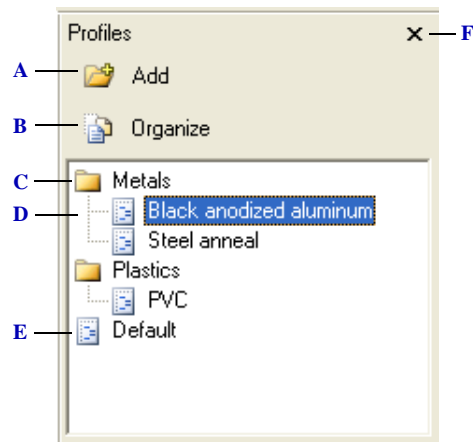 Profiles
F
A
Add
B
Organize
C
Metals
D
Black anodized aluminum
Steel anneal
Plastics
PVC
E
Default